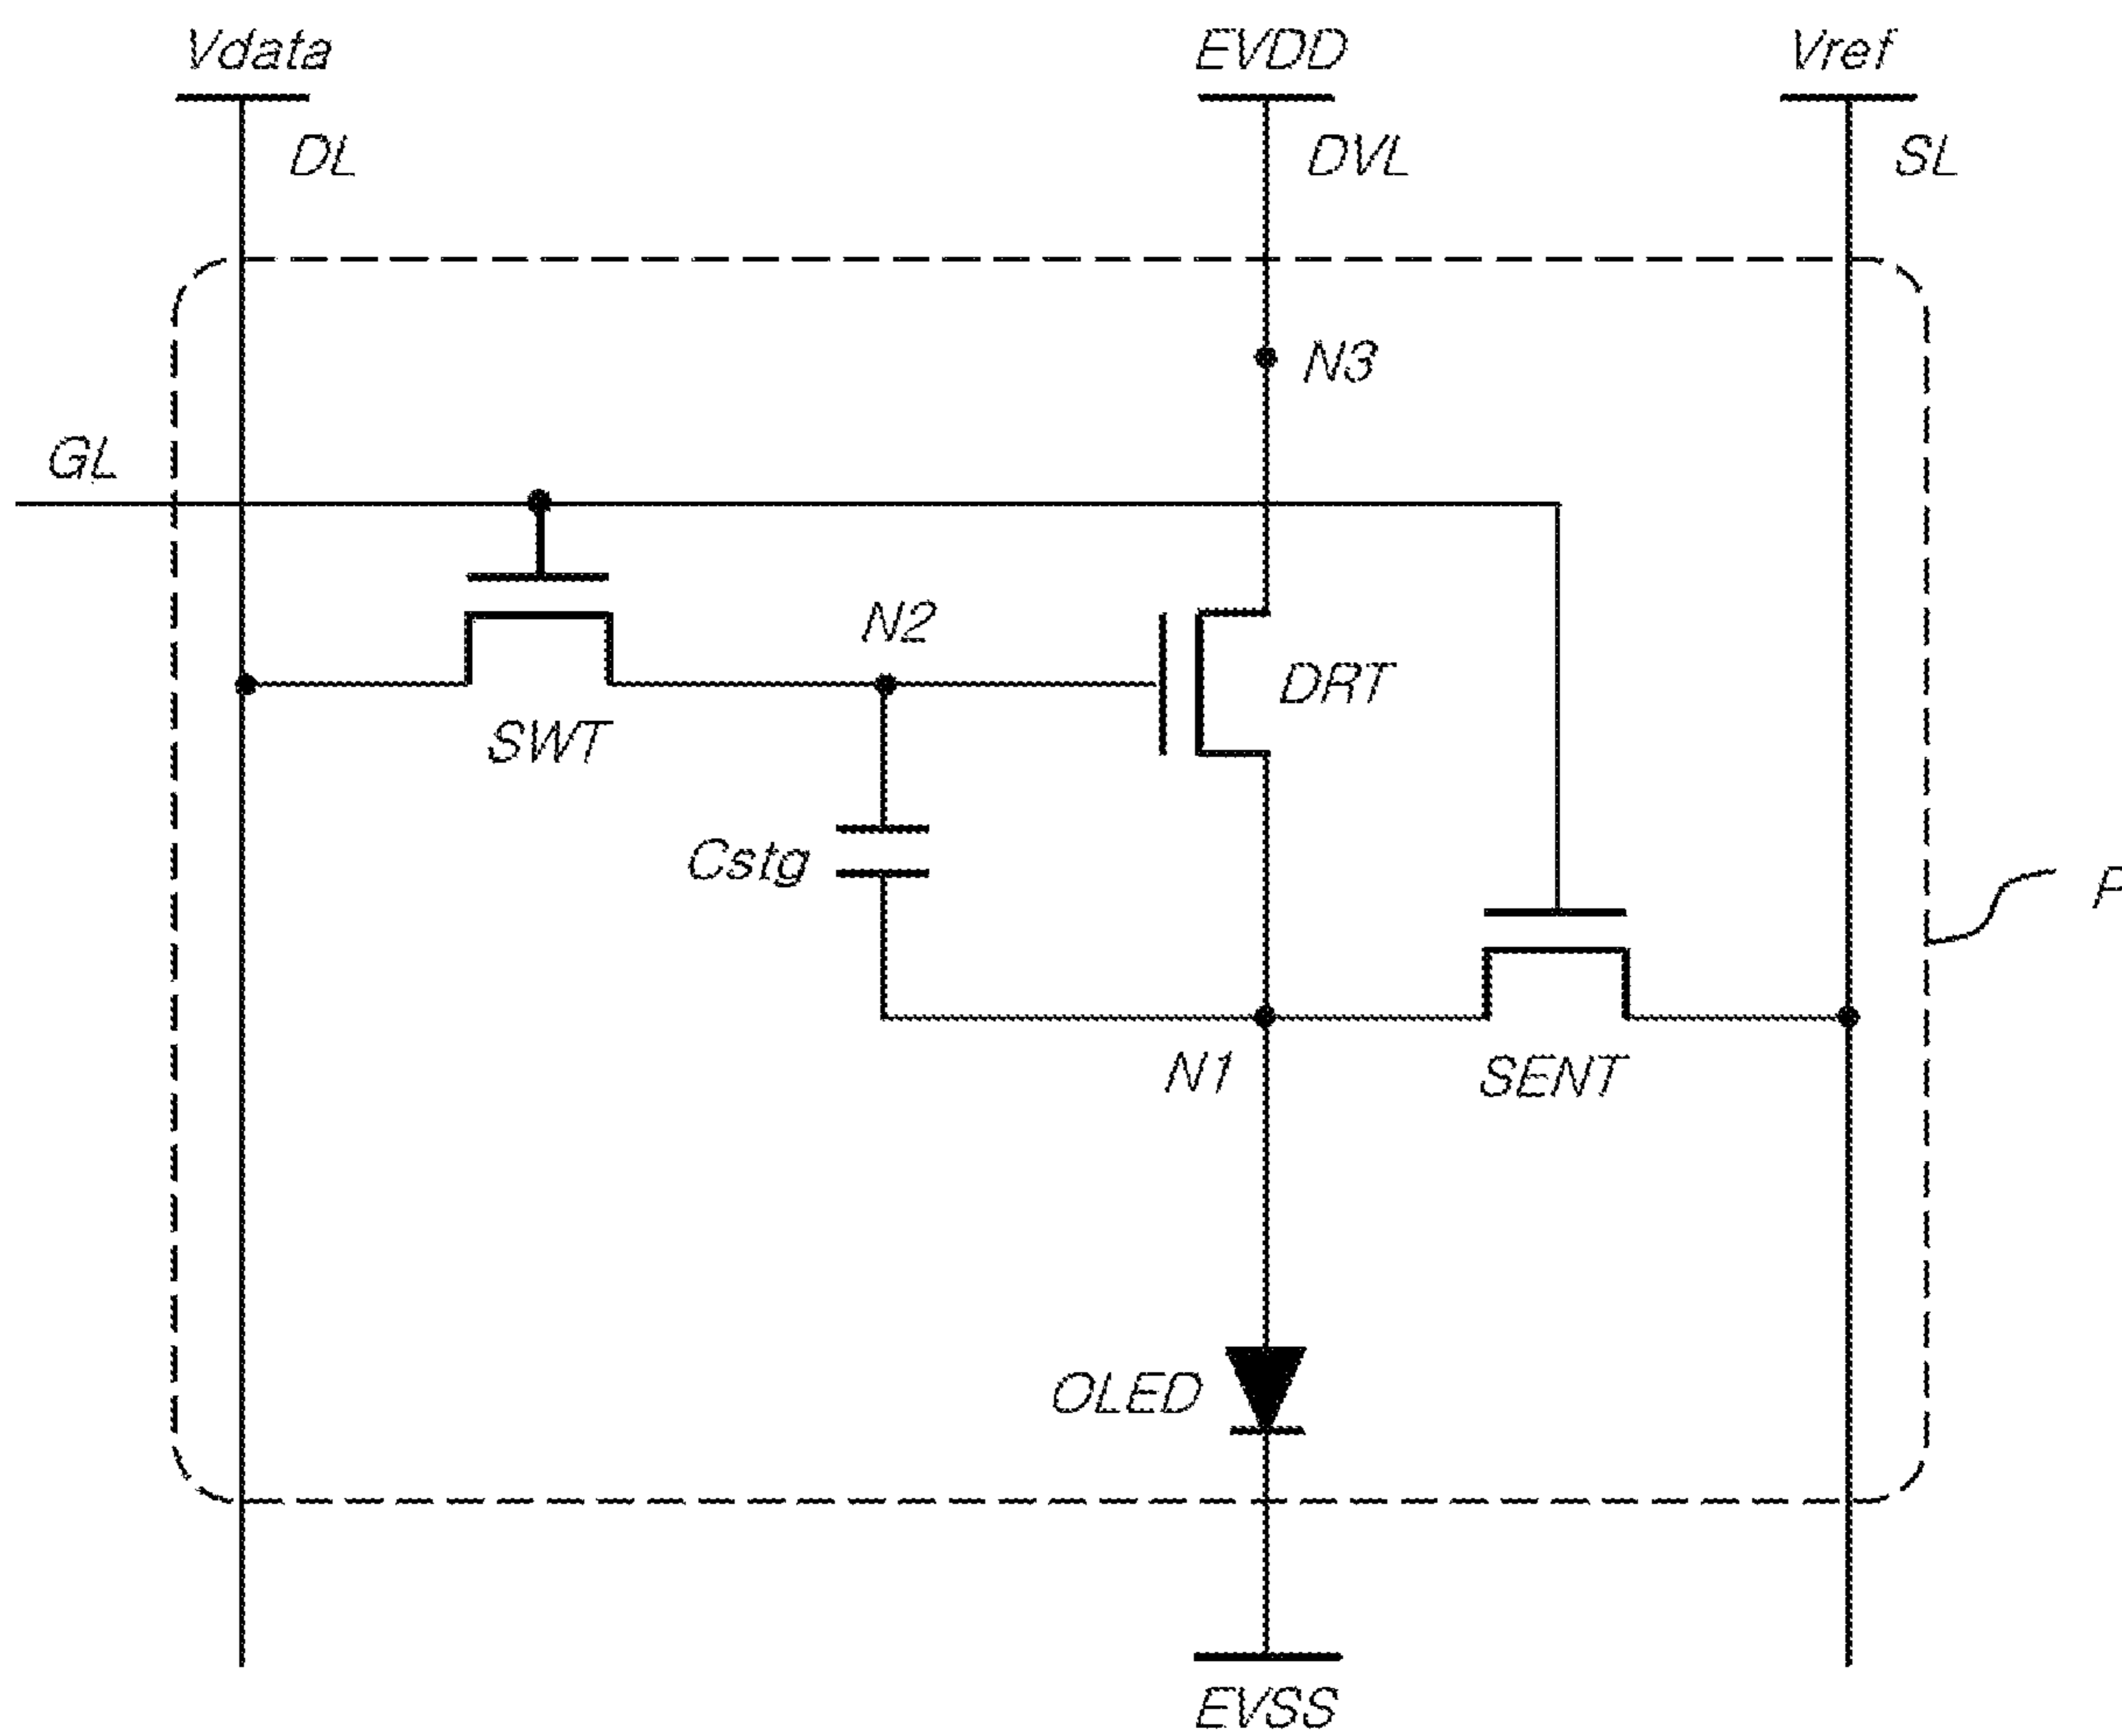 Vdata
EVDD
Vref
DL
DVL
SL
N3
GL
N2
DRT
SWT
Cstg
P
N1
SENT
OLED
EVSS